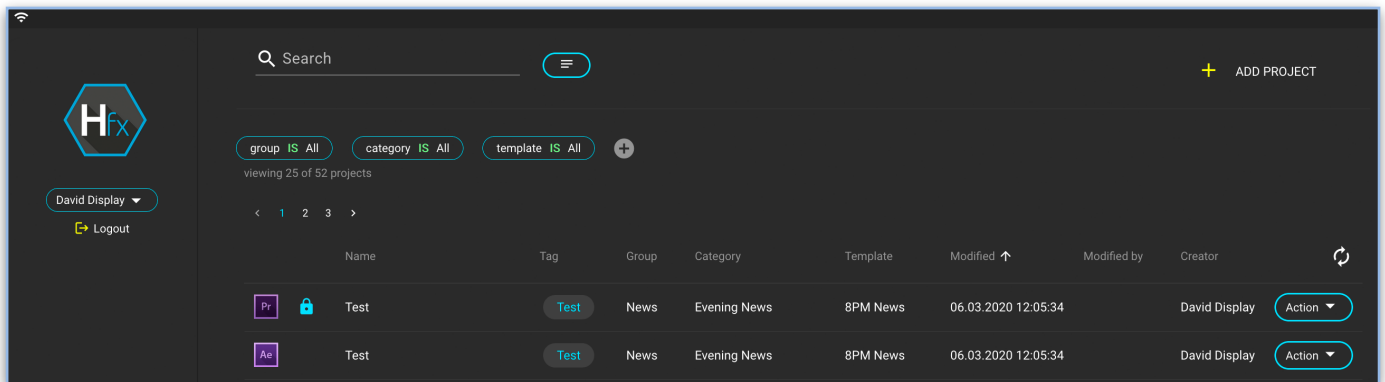 Search
ADD PROJECT
Hfx
group IS All category IS All template IS All
viewing 25 of 52 projects
David Display
Logout
1 2 3
Name Tag Group Category Template Modified Modified by Creator
Pr Test Test News Evening News 8PM News 06.03.2020 12:05:34 David Display Action
Ae Test Test News Evening News 8PM News 06.03.2020 12:05:34 David Display Action